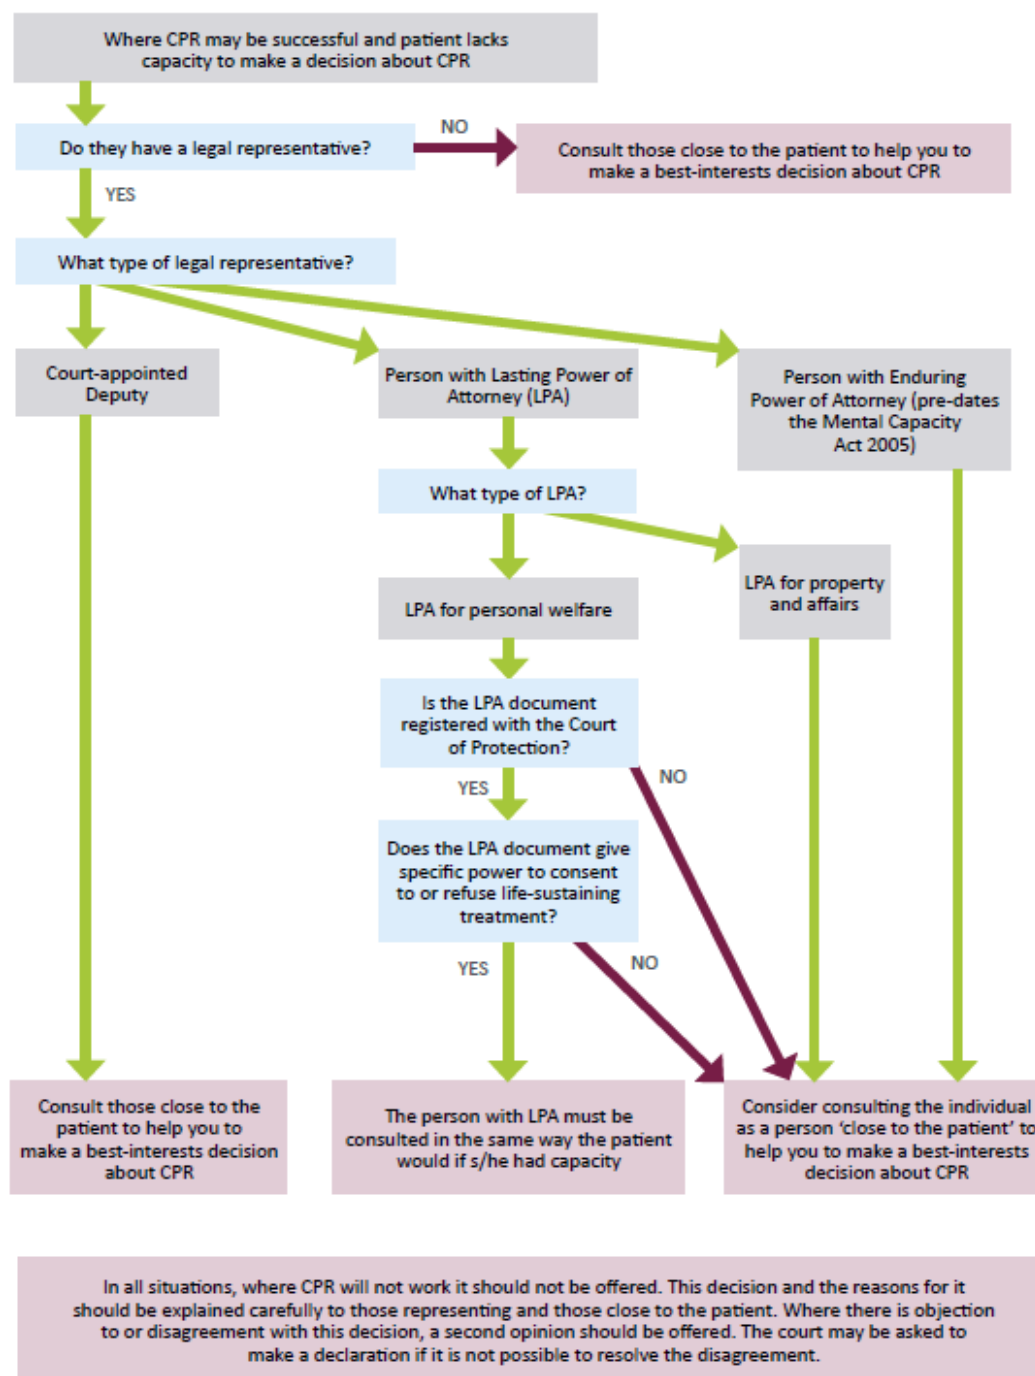 Where CPR may be successful and patient lacks
capacity to make a decision about CPR
Do they have a legal representative?
NO
Consult those close to the patient to help you to
make a best-interests decision about CPR
YES
What type of legal representative?
Court-appointed
Deputy
Person with Lasting Power of
Attorney (LPA)
Person with Enduring
Power of Attorney (pre-dates
the Mental Capacity
Act 2005)
What type of LPA?
LPA for personal welfare
LPA for property
and affairs
Is the LPA document
registered with the Court
of Protection?
NO
YES
Does the LPA document give
specific power to consent
to or refuse life-sustaining
treatment?
YES
NO
Consult those close to the
patient to help you to
make a best-interests decision
about CPR
The person with LPA must be
consulted in the same way the patient
would if s/he had capacity
Consider consulting the individual
as a person ‘close to the patient’ to
help you to make a best-interests
decision about CPR
In all situations, where CPR will not work it should not be offered. This decision and the reasons for it
should be explained carefully to those representing and those close to the patient. Where there is objection
to or disagreement with this decision, a second opinion should be offered. The court may be asked to
make a declaration if it is not possible to resolve the disagreement.